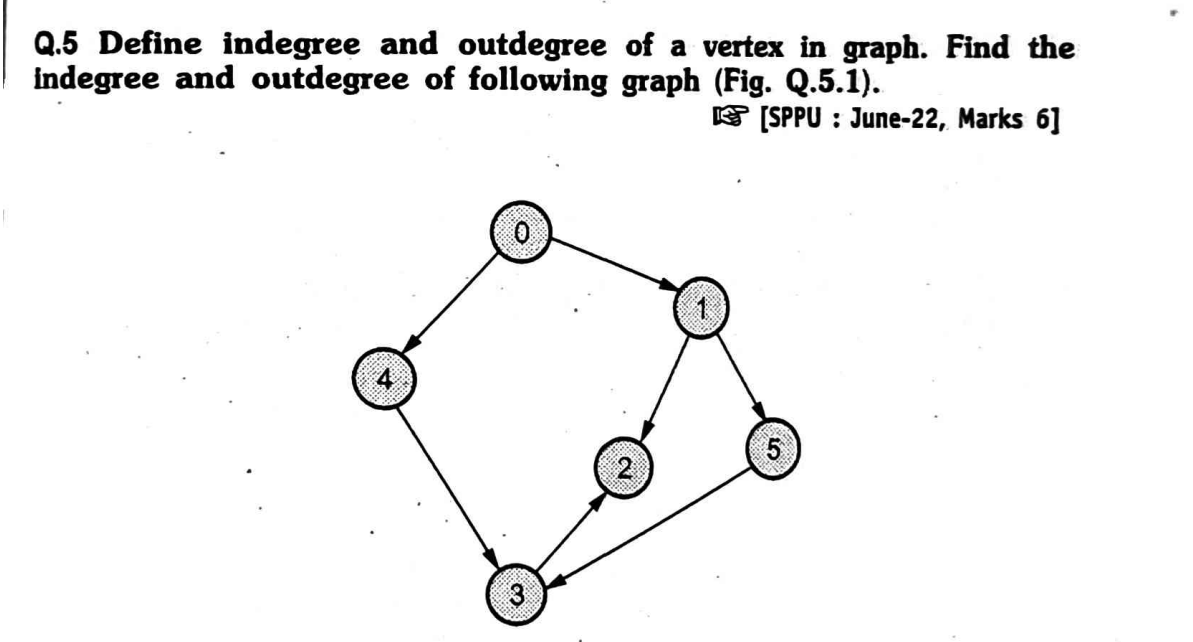 Q.5 Define indegree and outdegree of a vertex in graph. Find the
indegree and outdegree of following graph (Fig. Q.5.1).
☞ [SPPU : June-22, Marks 6]
0
1
4
5
2
3